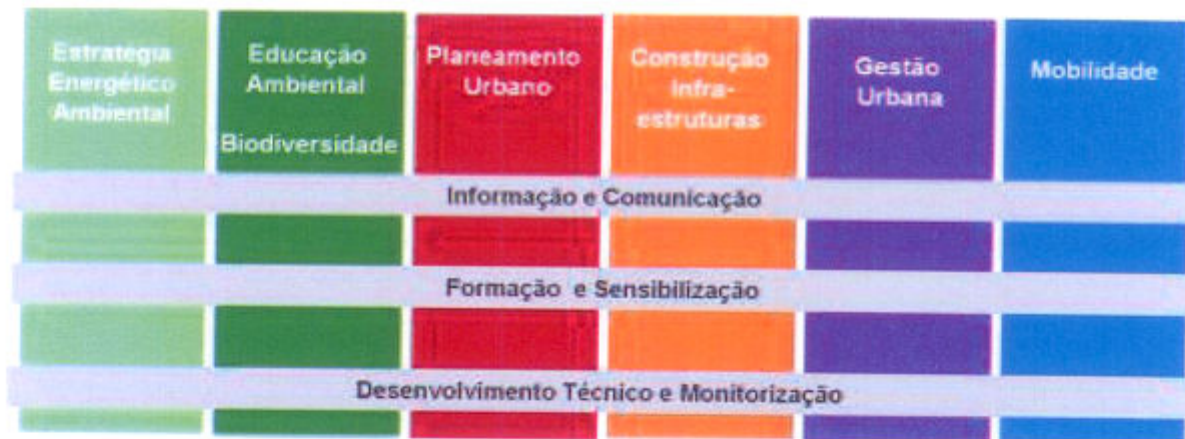 Estrategia
Energético
Ambiental
Educação
Ambiental
Biodiversidade
Planeamento
Urbano
Construção
Infra-
estruturas
Gestão
Urbana
Mobilidade
Informação e Comunicação
Formação e Sensibilização
Desenvolvimento Técnico e Monitorização